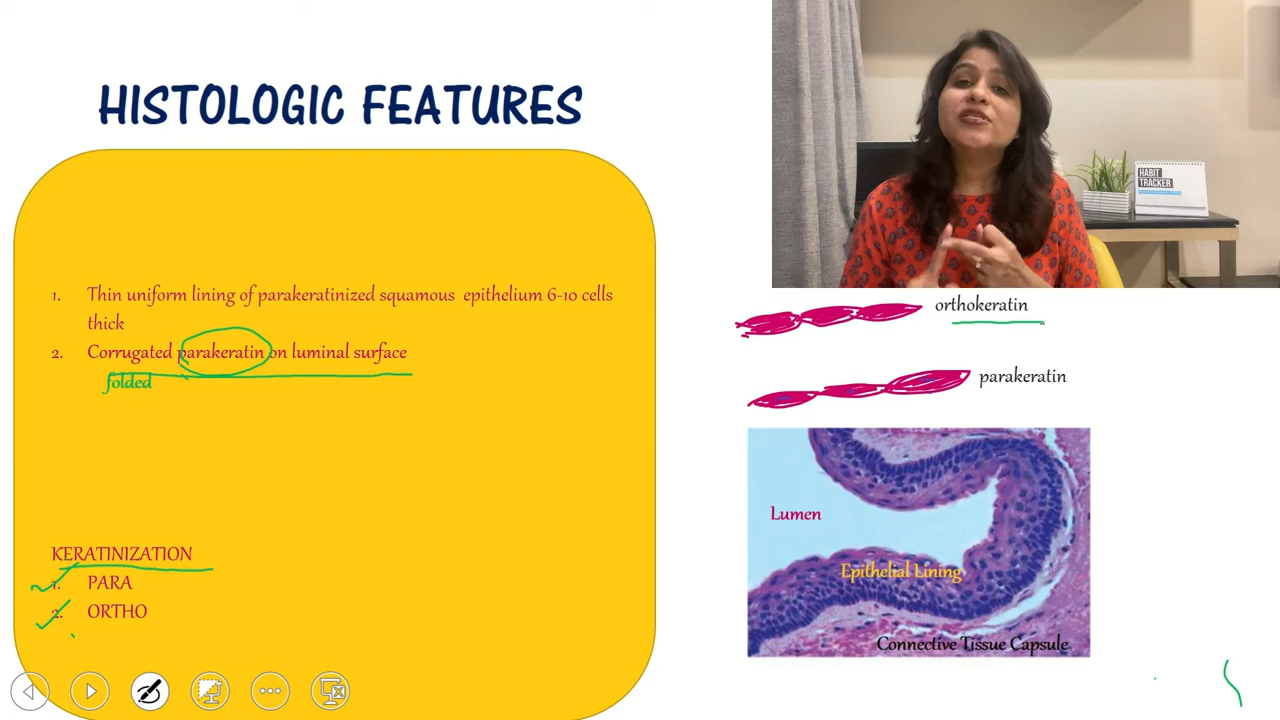 HISTOLOGIC FEATURES
1. Thin uniform lining of parakeratinized squamous epithelium 6-10 cells
thick
2. Corrugated parakeratin on luminal surface
folded
KERATINIZATION
1. PARA
2. ORTHO
HABIT
TRACKER
orthokeratin
parakeratin
Lumen
Epithelial Lining
Connective Tissue Capsule